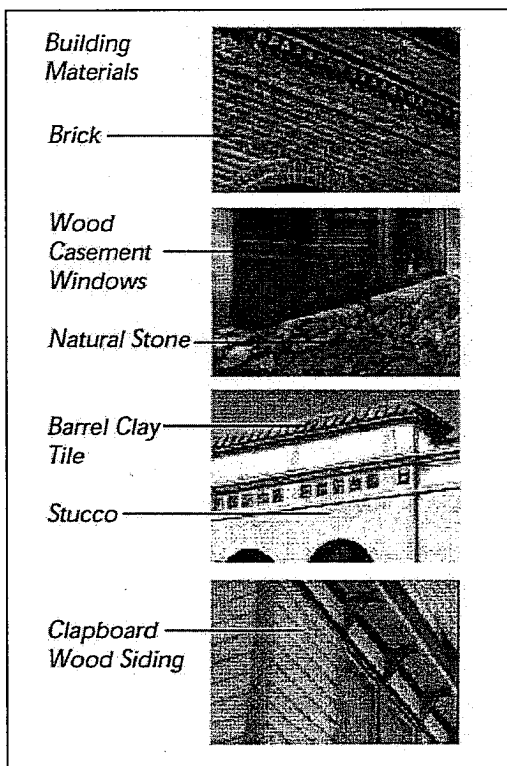 Building
Materials
Brick
Wood
Casement
Windows
Natural Stone
Barrel Clay
Tile
Stucco
Clapboard
Wood Siding